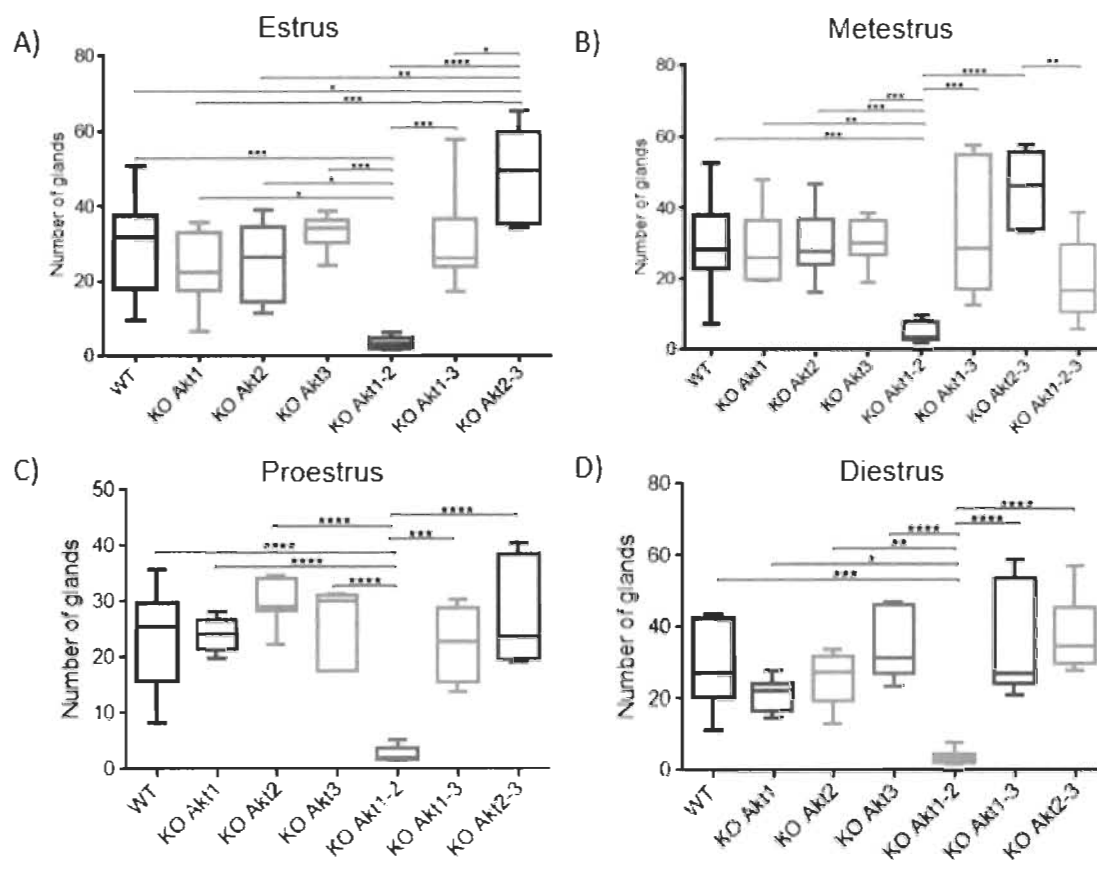 A)
Estrus
Number of glands
80
60
40
20
0
*
****
**
*
***
***
***
***
*
*
WT
KO Akt1
KO Akt2
KO Akt3
KO Akt1-2
KO Akt1-3
KO Akt2-3
B)
Metestrus
Number of glands
80
60
40
20
0
**
****
***
***
***
**
***
WT
KO Akt1
KO Akt2
KO Akt3
KO Akt1-2
KO Akt1-3
KO Akt2-3
KO Akt1-2-3
C)
Proestrus
Number of glands
50
40
30
20
10
0
****
****
***
****
****
****
WT
KO Akt1
KO Akt2
KO Akt3
KO Akt1-2
KO Akt1-3
KO Akt2-3
D)
Diestrus
Number of glands
80
60
40
20
0
****
****
****
**
*
***
WT
KO Akt1
KO Akt2
KO Akt3
KO Akt1-2
KO Akt1-3
KO Akt2-3